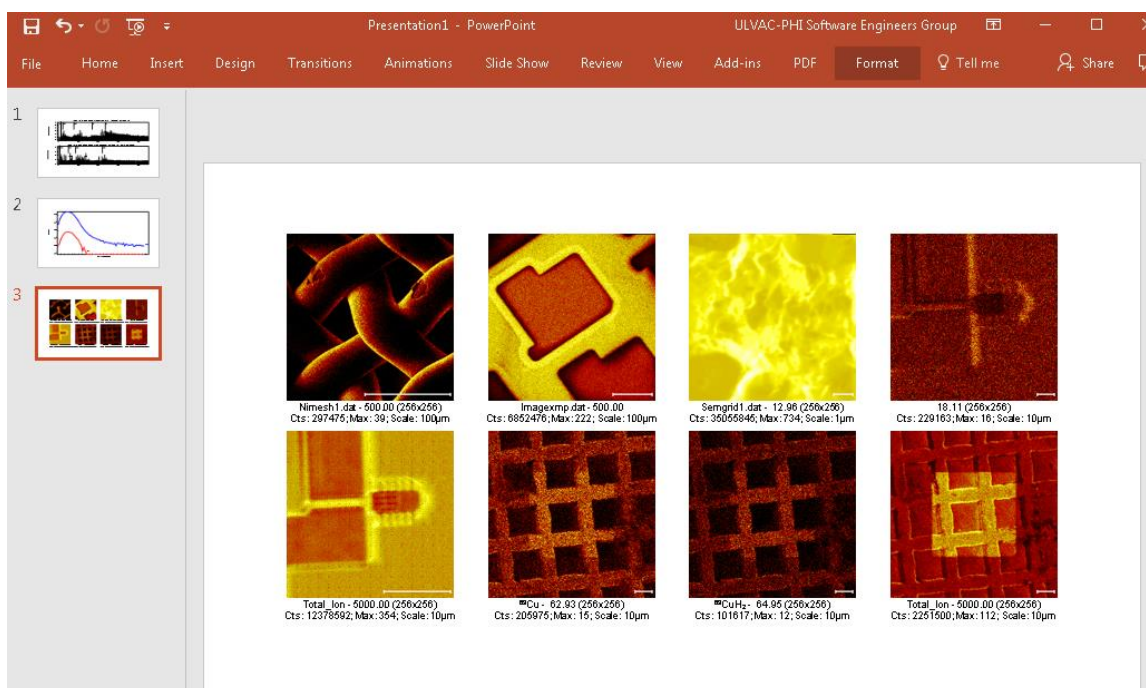 Presentation1 - PowerPoint
ULVAC-PHI Software Engineers Group
File Home Insert Design Transitions Animations Slide Show Review View Add-ins PDF Format Tell me Share
1
2
3
Nimesh1.dat - 500.00 (256x256)
Cts: 297475; Max: 39; Scale: 100µm
Imagexmp.dat - 500.00
Cts: 6852476; Max: 222; Scale: 100µm
Semgrid1.dat - 12.96 (256x256)
Cts: 35055845; Max: 734; Scale: 1µm
18.11 (256x256)
Cts: 229163; Max: 16; Scale: 10µm
Total_Ion - 5000.00 (256x256)
Cts: 12378592; Max: 354; Scale: 10µm
Cu - 62.93 (256x256)
Cts: 205975; Max: 15; Scale: 10µm
CuH₂ - 64.95 (256x256)
Cts: 101617; Max: 12; Scale: 10µm
Total_Ion - 5000.00 (256x256)
Cts: 2251500; Max: 112; Scale: 10µm